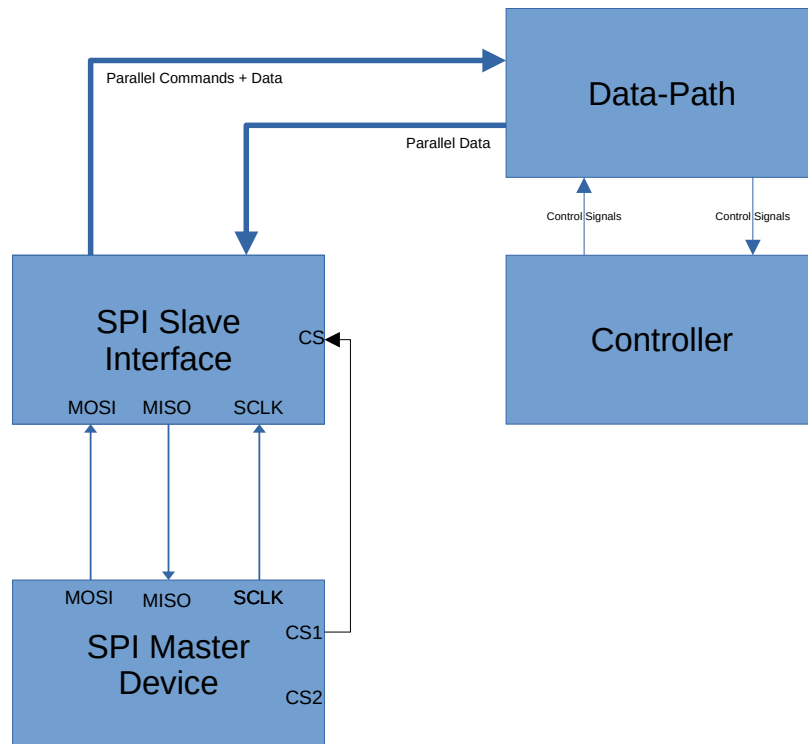 Data-Path
Parallel Commands + Data
Parallel Data
Control Signals
Control Signals
SPI Slave
Interface
CS
Controller
MOSI
MISO
SCLK
MOSI
MISO
SCLK
CS1
SPI Master
Device
CS2